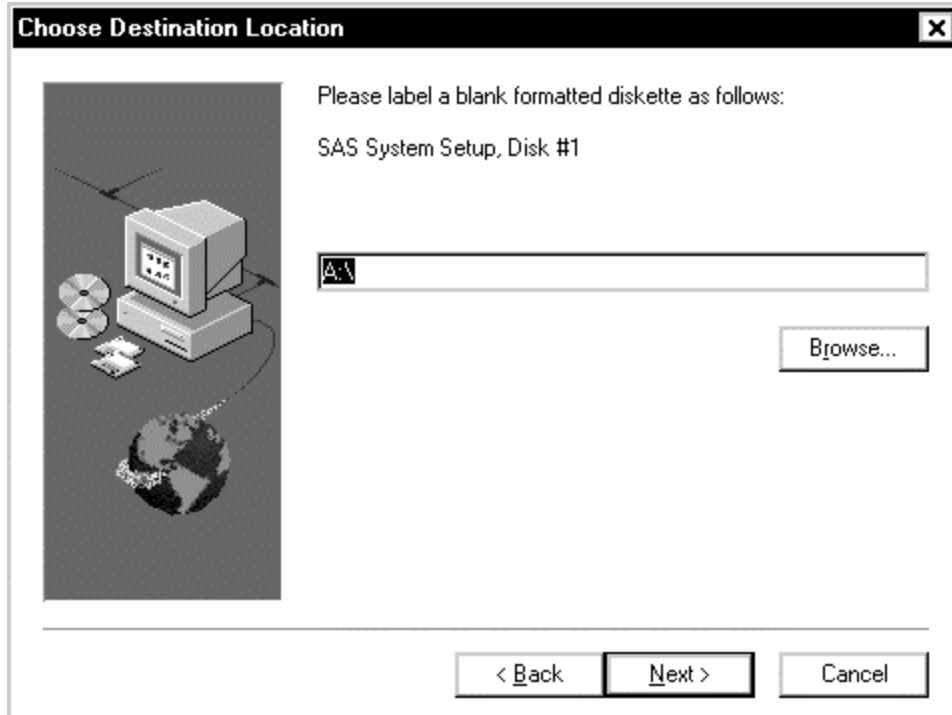 Choose Destination Location
Please label a blank formatted diskette as follows:
SAS System Setup, Disk #1
A:\
Browse...
< Back
Next >
Cancel